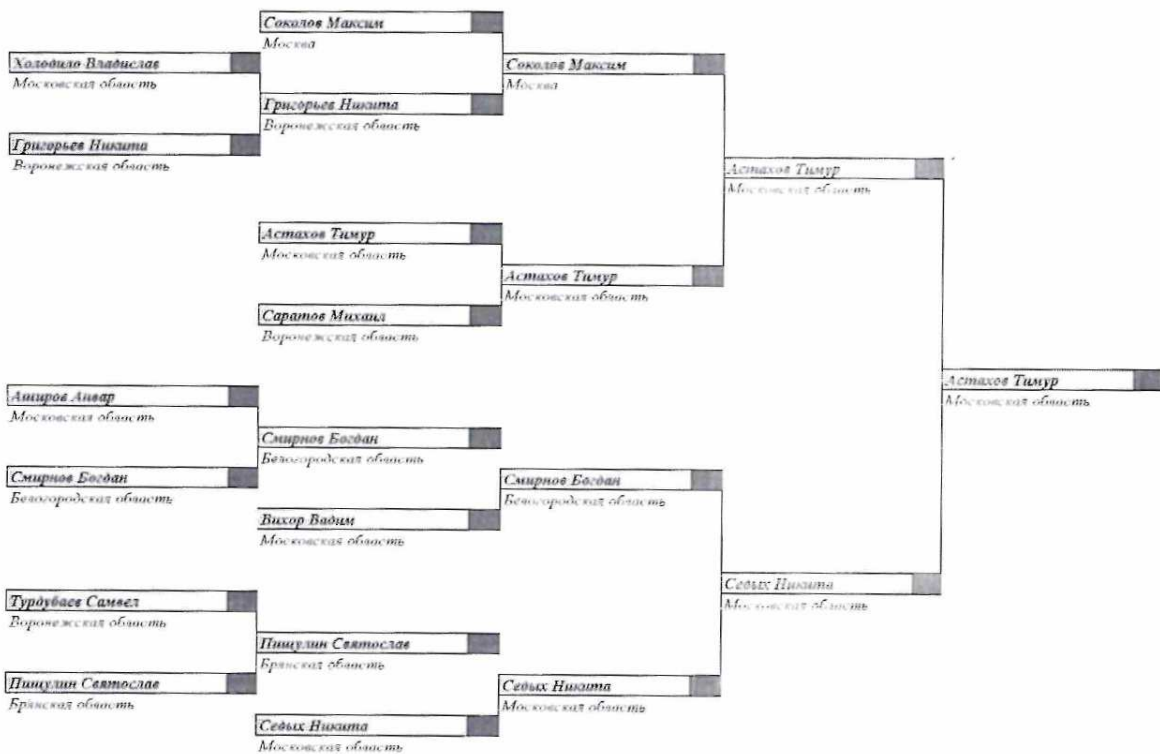 Соколов Максим
Москва
Холодило Владислав
Московская область
Соколов Максим
Москва
Григорьев Никита
Воронежская область
Григорьев Никита
Воронежская область
Астахов Тимур
Московская область
Астахов Тимур
Московская область
Астахов Тимур
Московская область
Саратов Михаил
Воронежская область
Астахов Тимур
Московская область
Аширов Анвар
Московская область
Смирнов Богдан
Белогородская область
Смирнов Богдан
Белогородская область
Смирнов Богдан
Белогородская область
Вихор Вадим
Московская область
Седых Никита
Московская область
Турдубаев Самвел
Воронежская область
Пищулин Святослав
Брянская область
Пищулин Святослав
Брянская область
Седых Никита
Московская область
Седых Никита
Московская область